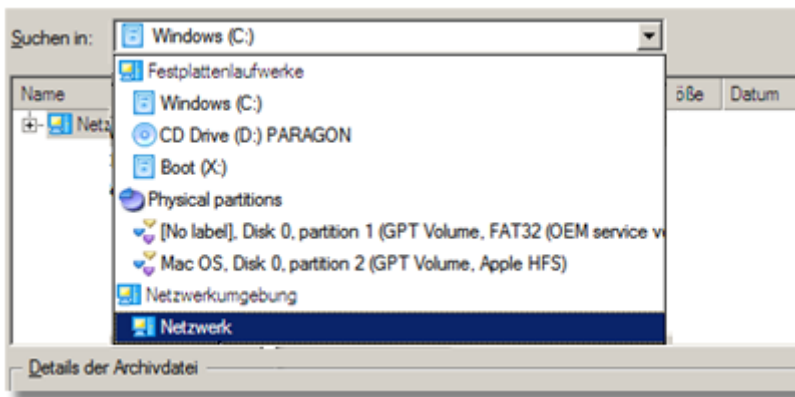 Suchen in: Windows (C:)
Festplattenlaufwerke
Name öße Datum
Windows (C:)
Netz
CD Drive (D:) PARAGON
Boot (X:)
Physical partitions
[No label], Disk 0, partition 1 (GPT Volume, FAT32 (OEM service v
Mac OS, Disk 0, partition 2 (GPT Volume, Apple HFS)
Netzwerkumgebung
Netzwerk
Details der Archivdatei